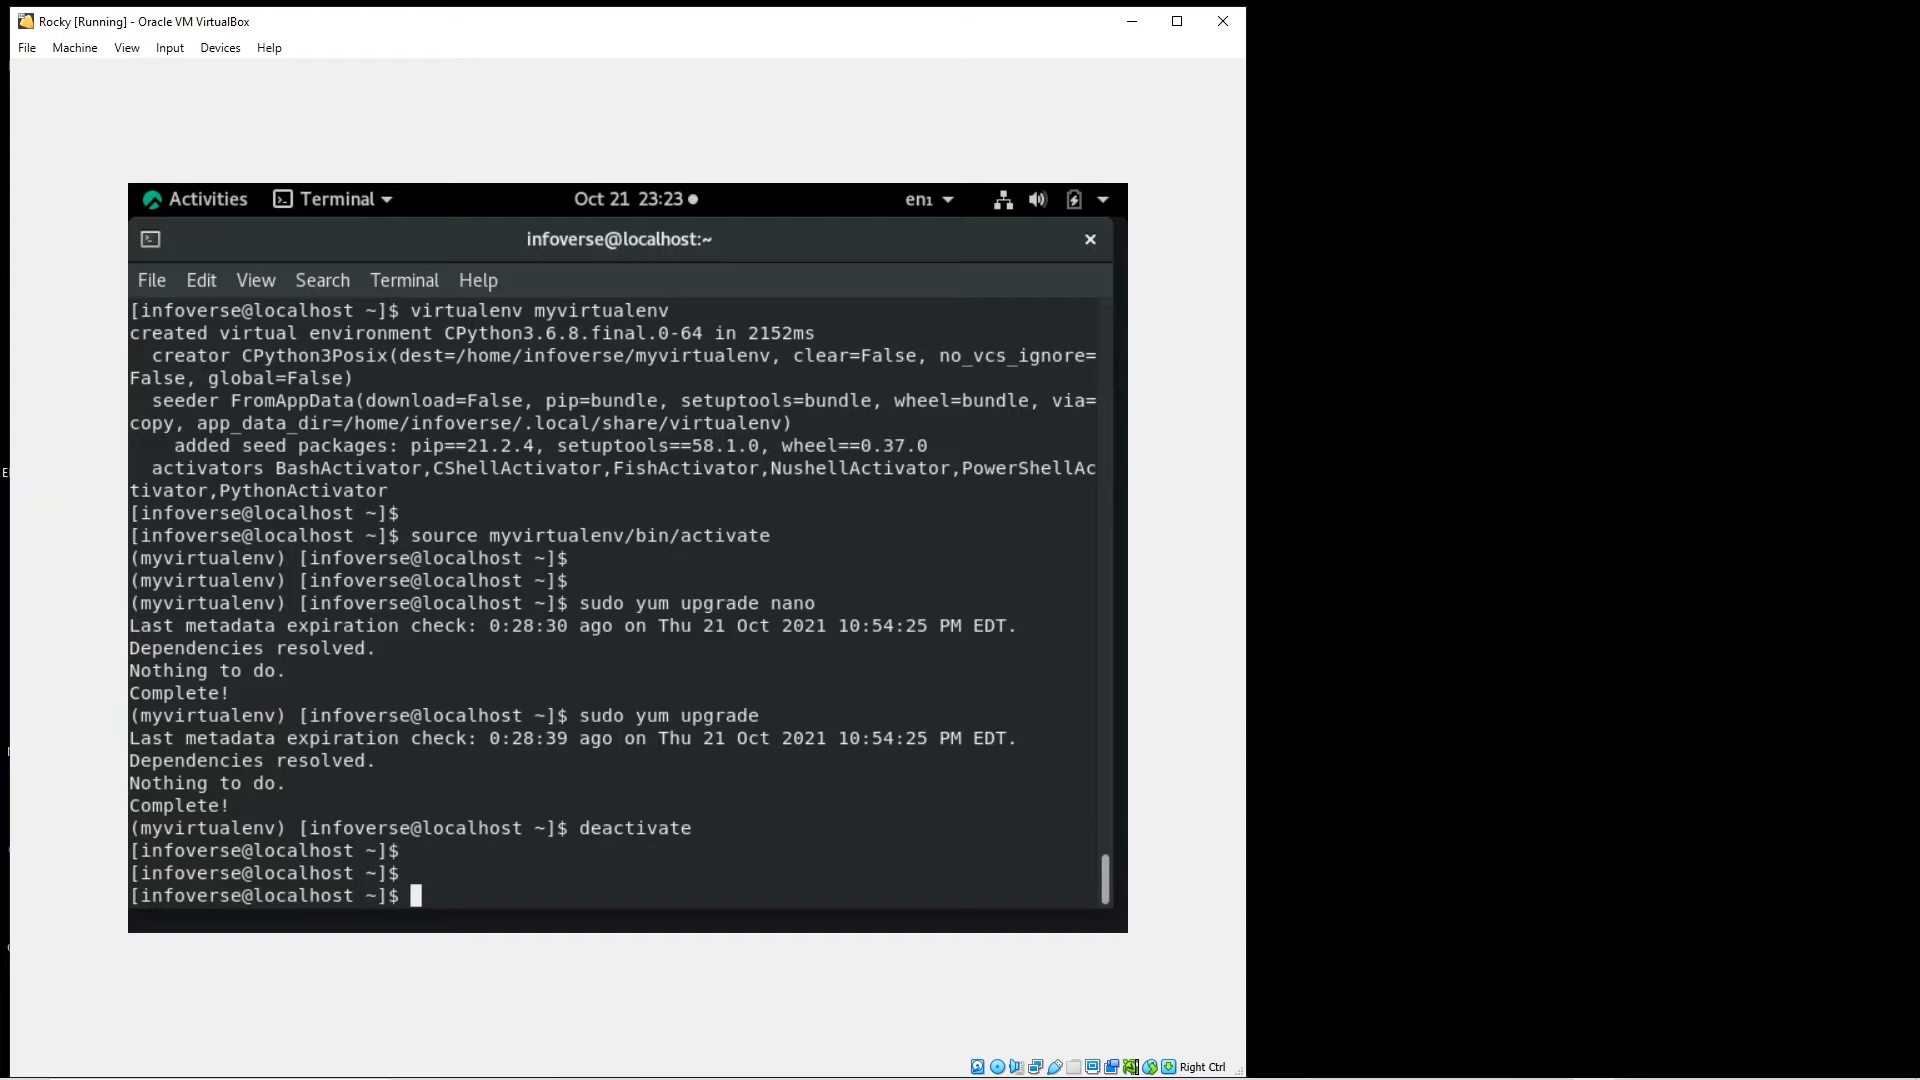 Rocky [Running] - Oracle VM VirtualBox
File Machine View Input Devices Help
Activities Terminal Oct 21 23:23 en1
infoverse@localhost:~
File Edit View Search Terminal Help
[infoverse@localhost ~]$ virtualenv myvirtualenv
created virtual environment CPython3.6.8.final.0-64 in 2152ms
  creator CPython3Posix(dest=/home/infoverse/myvirtualenv, clear=False, no_vcs_ignore=
False, global=False)
  seeder FromAppData(download=False, pip=bundle, setuptools=bundle, wheel=bundle, via=
copy, app_data_dir=/home/infoverse/.local/share/virtualenv)
    added seed packages: pip==21.2.4, setuptools==58.1.0, wheel==0.37.0
  activators BashActivator,CShellActivator,FishActivator,NushellActivator,PowerShellAc
tivator,PythonActivator
[infoverse@localhost ~]$
[infoverse@localhost ~]$ source myvirtualenv/bin/activate
(myvirtualenv) [infoverse@localhost ~]$
(myvirtualenv) [infoverse@localhost ~]$
(myvirtualenv) [infoverse@localhost ~]$ sudo yum upgrade nano
Last metadata expiration check: 0:28:30 ago on Thu 21 Oct 2021 10:54:25 PM EDT.
Dependencies resolved.
Nothing to do.
Complete!
(myvirtualenv) [infoverse@localhost ~]$ sudo yum upgrade
Last metadata expiration check: 0:28:39 ago on Thu 21 Oct 2021 10:54:25 PM EDT.
Dependencies resolved.
Nothing to do.
Complete!
(myvirtualenv) [infoverse@localhost ~]$ deactivate
[infoverse@localhost ~]$
[infoverse@localhost ~]$
[infoverse@localhost ~]$
Right Ctrl